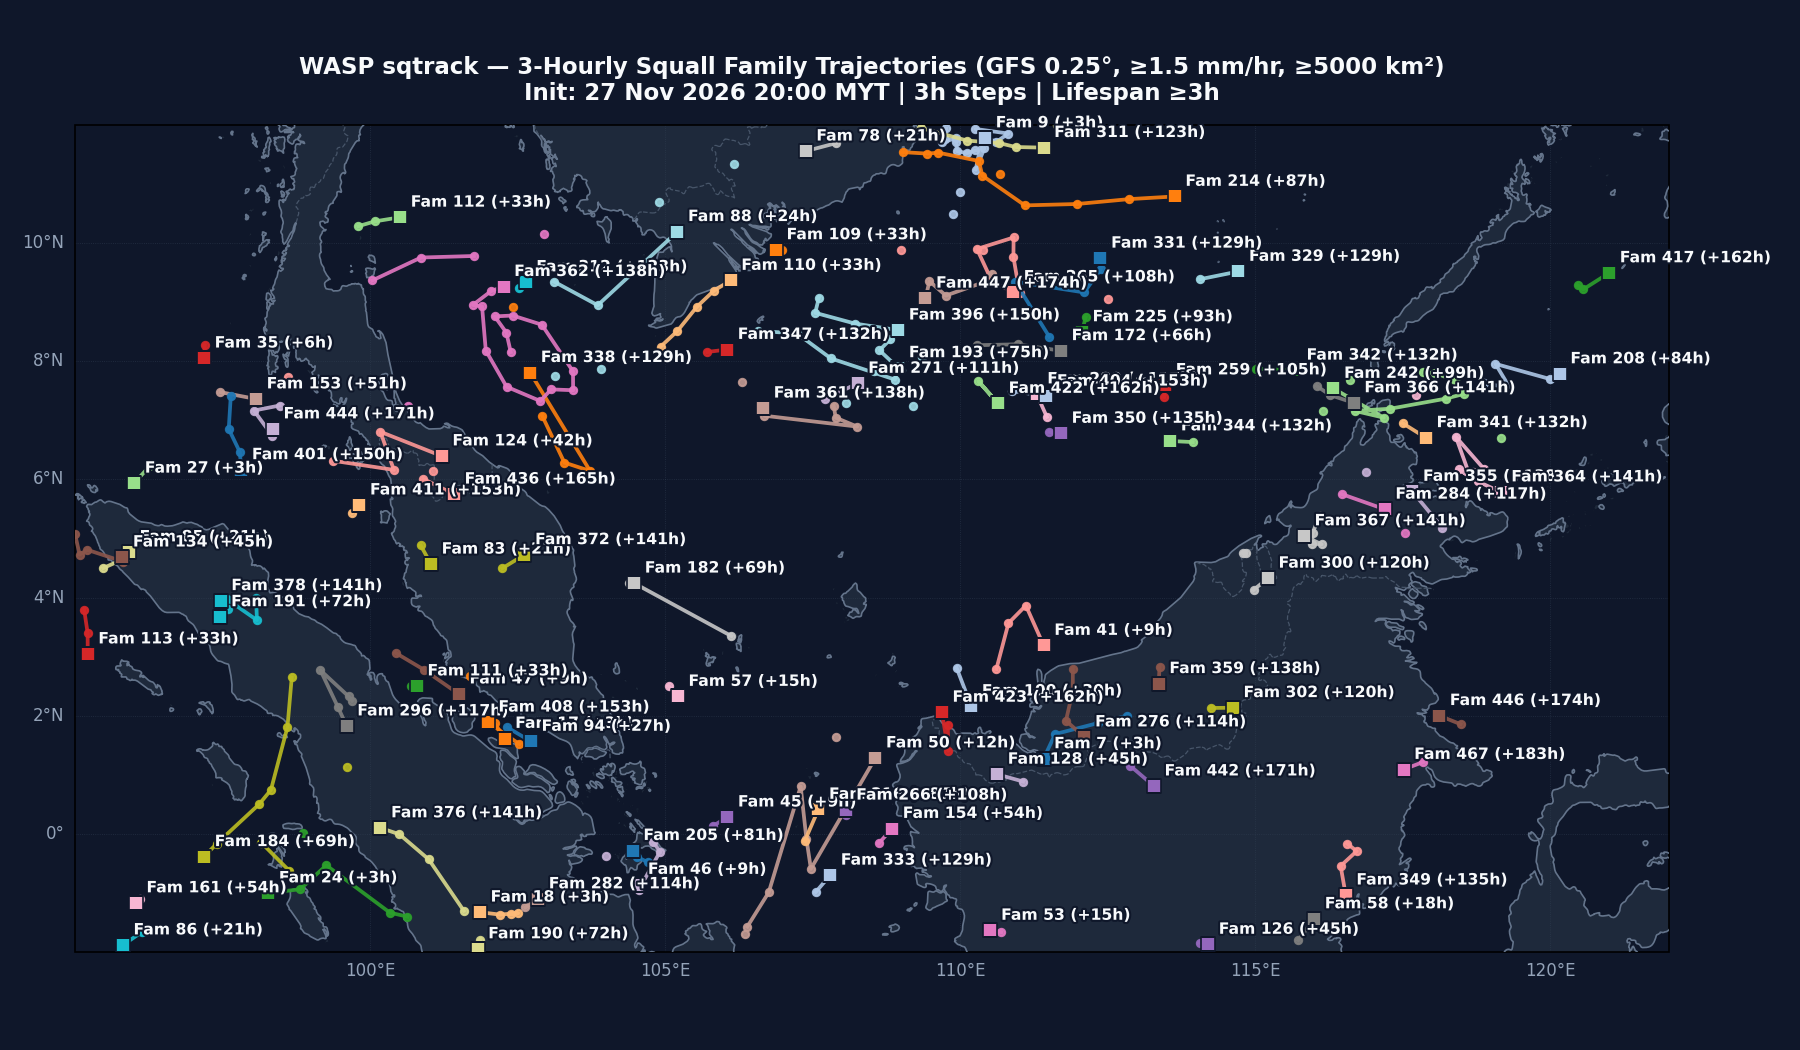 WASP sqtrack — 3-Hourly Squall Family Trajectories (GFS 0.25°, ≥1.5 mm/hr, ≥5000 km²)
Init: 27 Nov 2026 20:00 MYT | 3h Steps | Lifespan ≥3h
Fam 9 (+3h)
Fam 78 (+21h)
Fam 311 (+123h)
Fam 214 (+87h)
Fam 112 (+33h)
Fam 88 (+24h)
Fam 109 (+33h)
10°N
Fam 331 (+129h)
Fam 329 (+129h)
Fam 417 (+162h)
Fam 362 (+138h)
Fam 110 (+33h)
Fam 447 (+174h)
(+108h)
Fam 396 (+150h)
Fam 225 (+93h)
Fam 347 (+132h)
Fam 172 (+66h)
Fam 35 (+6h)
Fam 338 (+129h)
Fam 193 (+75h)
Fam 342 (+132h)
Fam 208 (+84h)
8°N
Fam 271 (+111h)
Fam 259 (+105h)
Fam 242 (+99h)
Fam 153 (+51h)
Fam 361 (+138h)
Fam 422 (+162h)
Fam 366 (+141h)
Fam 444 (+171h)
Fam 350 (+135h)
Fam 344 (+132h)
Fam 341 (+132h)
Fam 124 (+42h)
Fam 401 (+150h)
Fam 27 (+3h)
6°N
Fam 436 (+165h)
Fam 355
Fam 364 (+141h)
Fam 411 (+153h)
Fam 284 (+117h)
Fam 367 (+141h)
Fam 134 (+45h)
Fam 83 (+21h)
Fam 372 (+141h)
Fam 300 (+120h)
Fam 182 (+69h)
Fam 378 (+141h)
4°N
Fam 191 (+72h)
Fam 113 (+33h)
Fam 41 (+9h)
Fam 111 (+33h)
Fam 359 (+138h)
Fam 57 (+15h)
Fam 423 (+162h)
Fam 302 (+120h)
Fam 446 (+174h)
2°N
Fam 296 (+117h)
Fam 408 (+153h)
Fam 94 (+27h)
Fam 276 (+114h)
Fam 50 (+12h)
Fam 7 (+3h)
Fam 128 (+45h)
Fam 467 (+183h)
Fam 442 (+171h)
Fam 45 (+9h)
Fam 376 (+141h)
Fam 154 (+54h)
0°
Fam 184 (+69h)
Fam 205 (+81h)
Fam 333 (+129h)
Fam 46 (+9h)
Fam 24 (+3h)
Fam 161 (+54h)
Fam 282 (+114h)
Fam 18 (+3h)
Fam 349 (+135h)
Fam 58 (+18h)
Fam 53 (+15h)
Fam 86 (+21h)
Fam 190 (+72h)
Fam 126 (+45h)
100°E
105°E
110°E
115°E
120°E